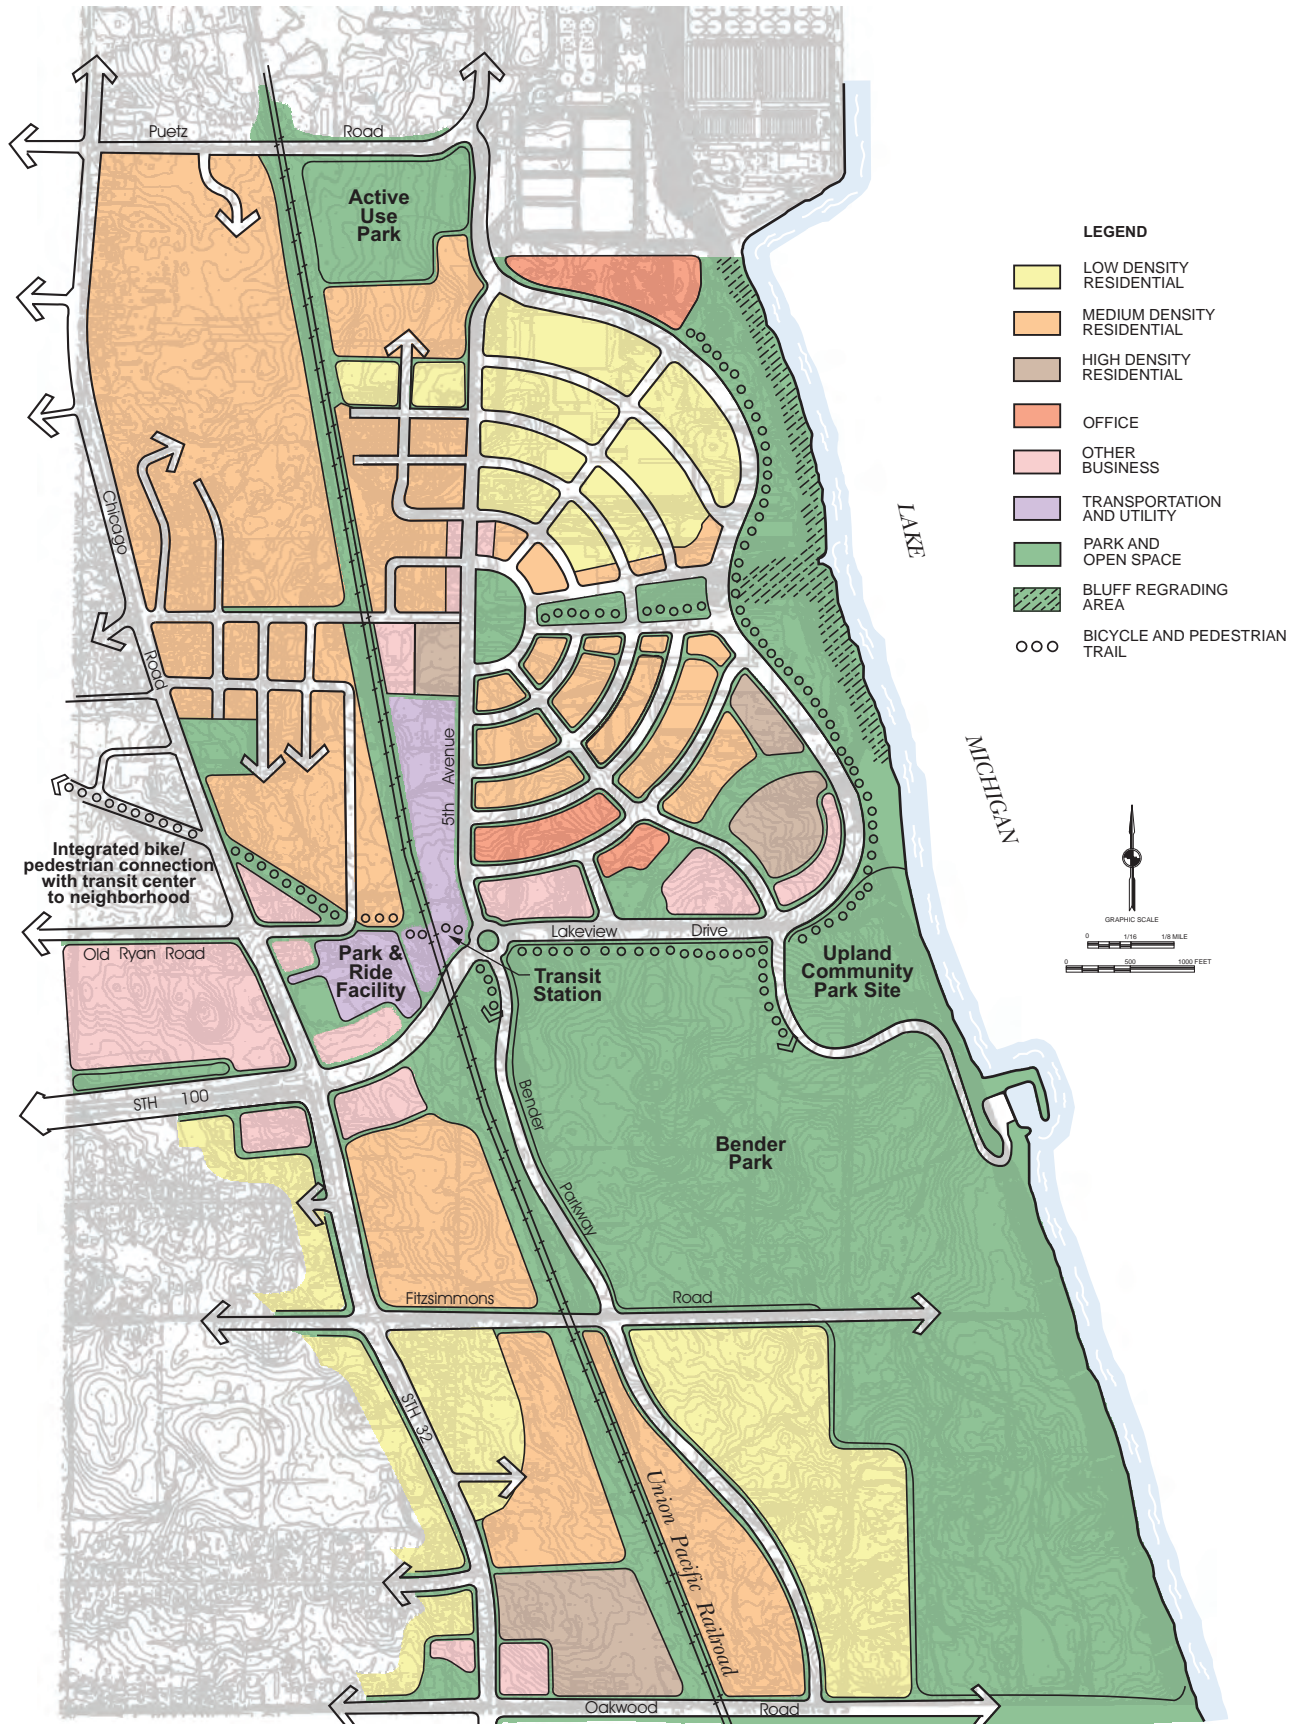 Puetz Road
Active
Use
Park
LEGEND
LOW DENSITY
RESIDENTIAL
MEDIUM DENSITY
RESIDENTIAL
HIGH DENSITY
RESIDENTIAL
OFFICE
OTHER
BUSINESS
TRANSPORTATION
AND UTILITY
PARK AND
OPEN SPACE
BLUFF REGRADING
AREA
BICYCLE AND PEDESTRIAN
TRAIL
Chicago
Road
LAKE
MICHIGAN
5th Avenue
Integrated bike/
pedestrian connection
with transit center
to neighborhood
GRAPHIC SCALE
0 1/16 1/8 MILE
0 500 1000 FEET
Old Ryan Road
Lakeview Drive
Park &
Ride
Facility
Transit
Station
Upland
Community
Park Site
STH 100
Bender
Parkway
Bender
Park
Fitzsimmons Road
STH 32
Union Pacific Railroad
Oakwood Road